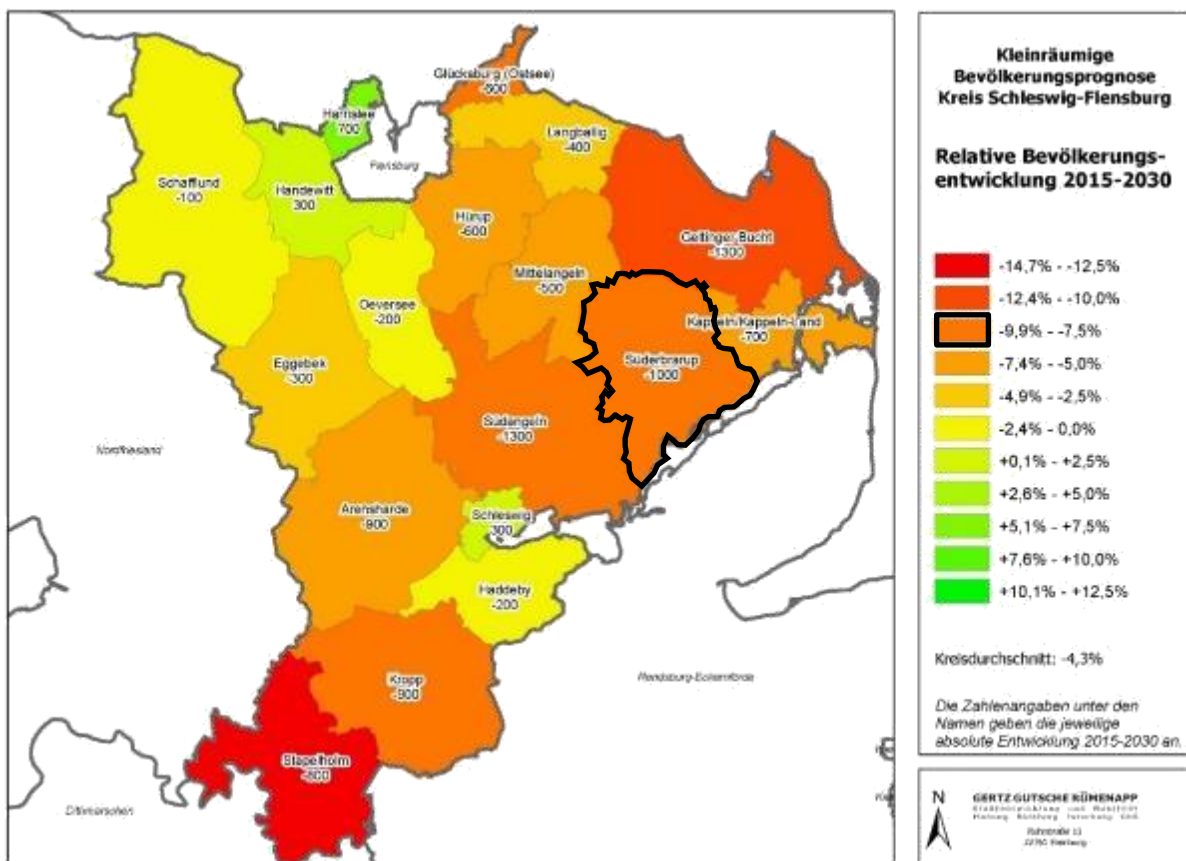 Kleinräumige
Bevölkerungsprognose
Kreis Schleswig-Flensburg
Relative Bevölkerungs-
entwicklung 2015-2030
-14,7% - -12,5%
-12,4% - -10,0%
-9,9% - -7,5%
-7,4% - -5,0%
-4,9% - -2,5%
-2,4% - 0,0%
+0,1% - +2,5%
+2,6% - +5,0%
+5,1% - +7,5%
+7,6% - +10,0%
+10,1% - +12,5%
Kreisdurchschnitt: -4,3%
Die Zahlenangaben unter den
Namen geben die jeweilige
absolute Entwicklung 2015-2030 an.
N
GERTZ GUTSCHE RÜMENAPP
Glücksburg (Ostsee)
Harrislee
700
Langballig
-400
Flensburg
Schafflund
-100
Handewitt
300
Hürup
-600
Geltinger Bucht
-1300
Mittelangeln
-500
Oeversee
-200
Kappeln/Kappeln-Land
-700
Eggebek
-300
Süderbrarup
-1000
Südangeln
-1300
Nordfriesland
Arensharde
-900
Schleswig
300
Haddeby
-200
Kropp
-900
Rendsburg-Eckernförde
Stapelholm
Dithmarschen